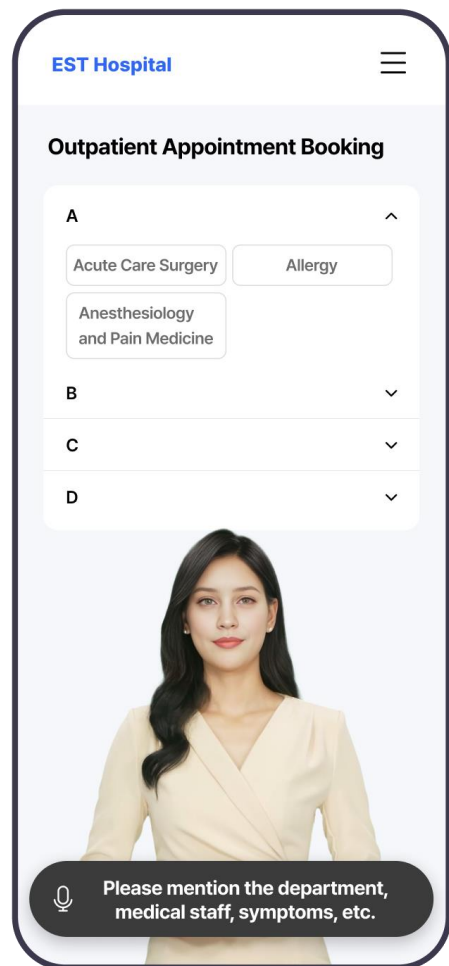 EST Hospital
Outpatient Appointment Booking
A
Acute Care Surgery
Allergy
Anesthesiology
and Pain Medicine
B
C
D
Please mention the department,
medical staff, symptoms, etc.